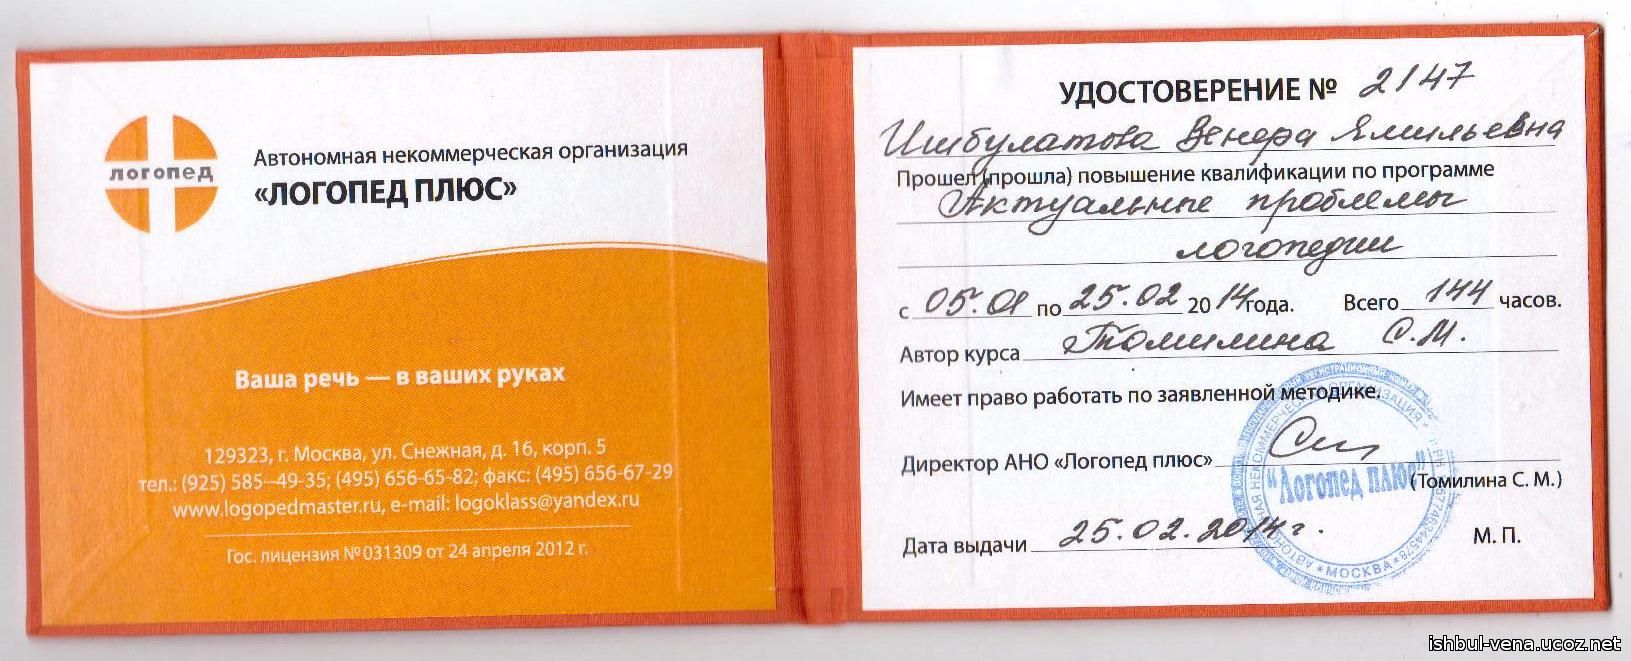 логопед
Автономная некоммерческая организация
«ЛОГОПЕД ПЛЮС»
Ваша речь — в ваших руках
129323, г. Москва, ул. Снежная, д. 16, корп. 5
тел.: (925) 585--49-35; (495) 656-65-82; факс: (495) 656-67-29
www.logopedmaster.ru, e-mail: logoklass@yandex.ru
Гос. лицензия №031309 от 24 апреля 2012 г.
УДОСТОВЕРЕНИЕ № 2147
Ишбулатова Венера Ямильевна
Прошел (прошла) повышение квалификации по программе
Актуальные проблемы
логопедии
с 05.01 по 25.02 2014 года. Всего 144 часов.
Автор курса Томилина С.М.
Имеет право работать по заявленной методике.
Директор АНО «Логопед плюс»
(Томилина С. М.)
"Логопед плюс"
* МОСКВА *
Дата выдачи 25.02.2014 г.
М. П.
ishbul-vena.ucoz.net